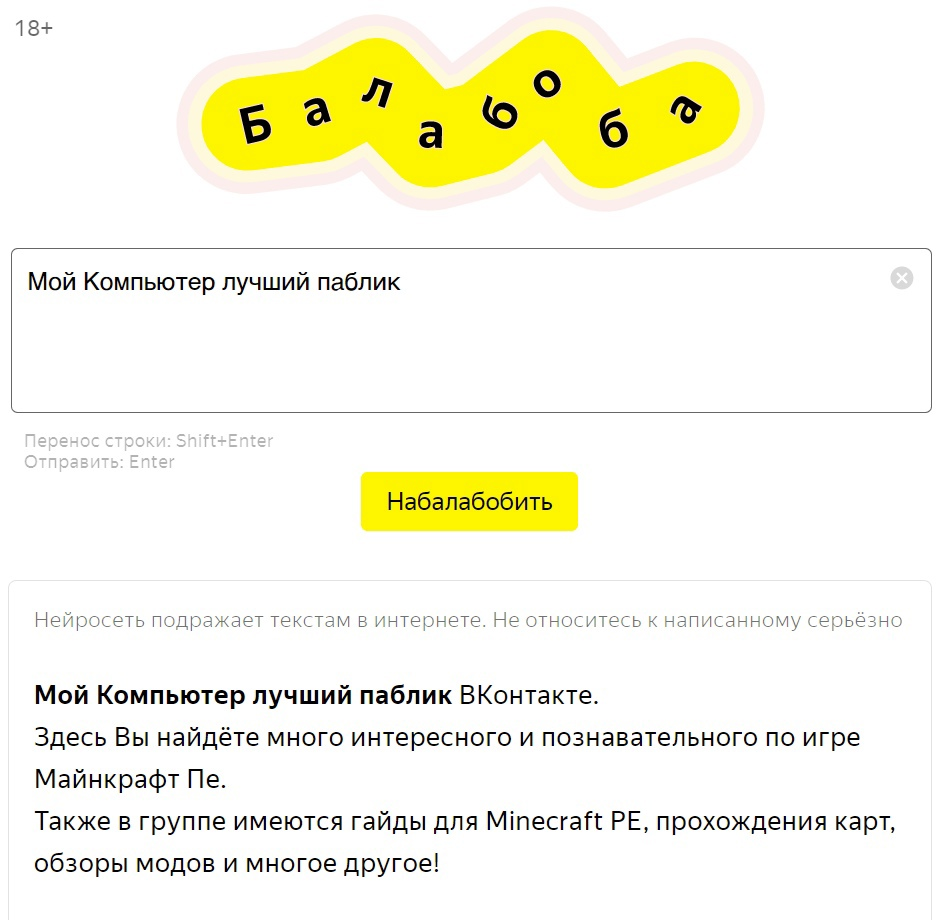 18+
Балабоба
Мой Компьютер лучший паблик
Перенос строки: Shift+Enter
Отправить: Enter
Набалабобить
Нейросеть подражает текстам в интернете. Не относитесь к написанному серьёзно
Мой Компьютер лучший паблик ВКонтакте.
Здесь Вы найдёте много интересного и познавательного по игре
Майнкрафт Пе.
Также в группе имеются гайды для Minecraft PE, прохождения карт,
обзоры модов и многое другое!